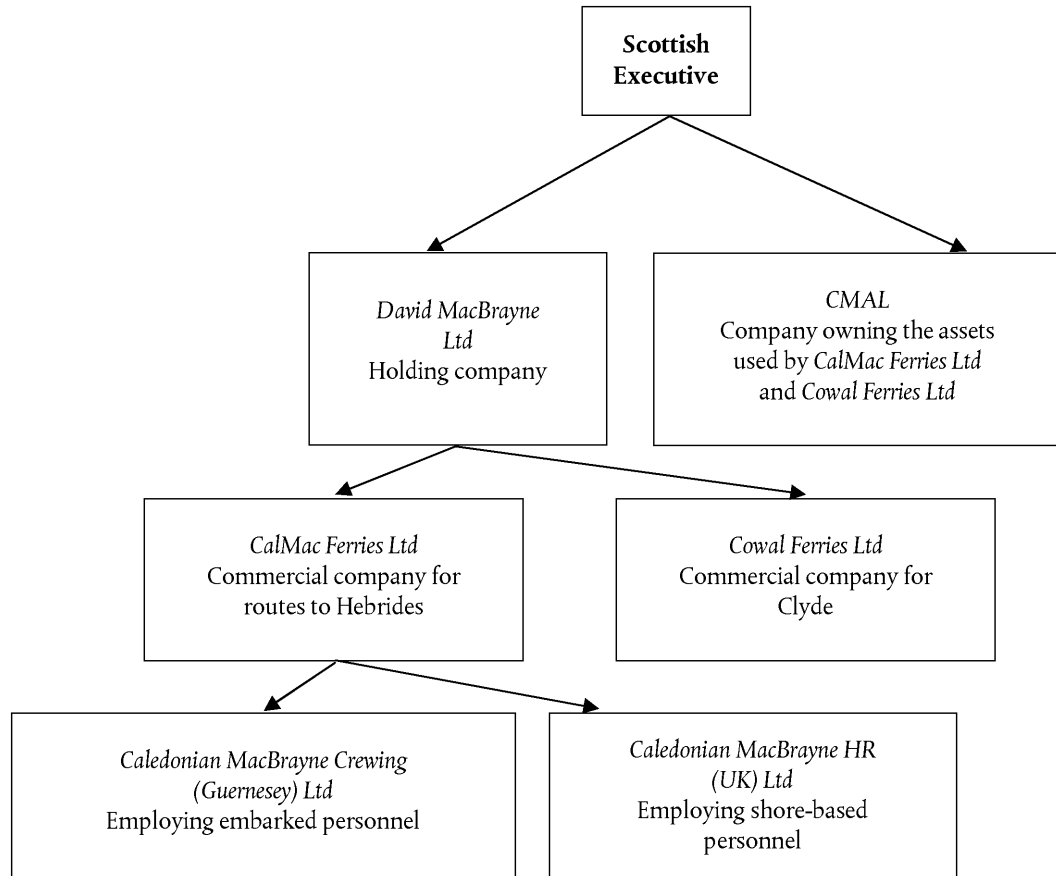 Scottish
Executive
David MacBrayne
Ltd
Holding company
CMAL
Company owning the assets
used by CalMac Ferries Ltd
and Cowal Ferries Ltd
CalMac Ferries Ltd
Commercial company for
routes to Hebrides
Cowal Ferries Ltd
Commercial company for
Clyde
Caledonian MacBrayne Crewing
(Guernesey) Ltd
Employing embarked personnel
Caledonian MacBrayne HR
(UK) Ltd
Employing shore-based
personnel